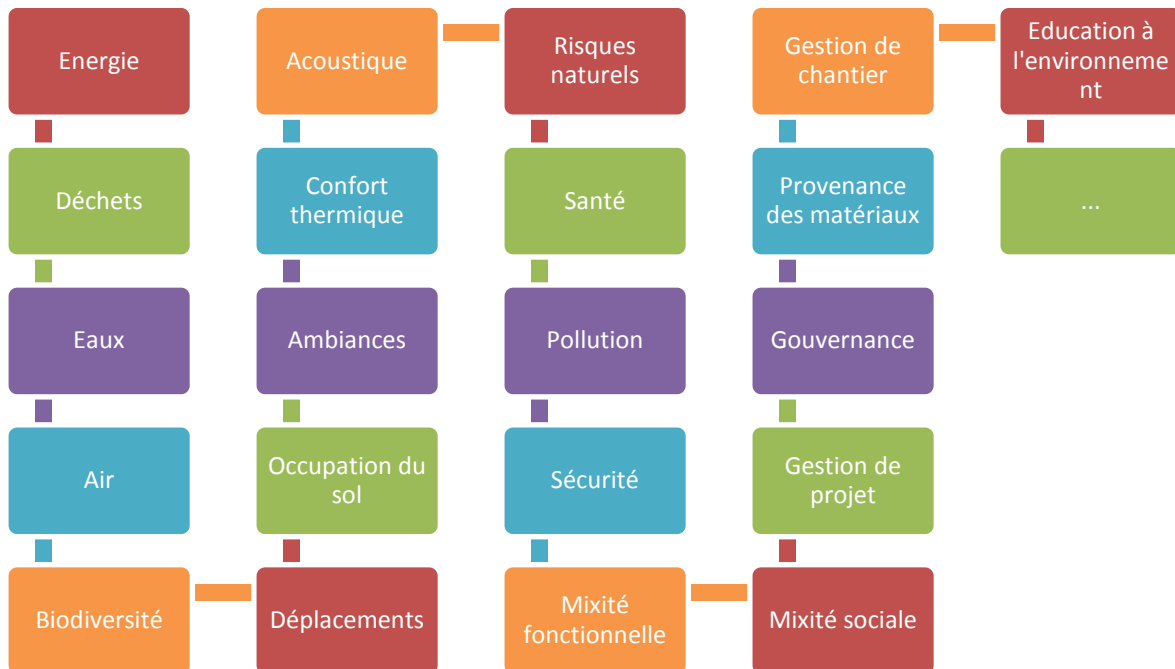 Energie
Déchets
Eaux
Air
Biodiversité
Déplacements
Occupation du
sol
Ambiances
Confort
thermique
Acoustique
Risques
naturels
Santé
Pollution
Sécurité
Mixité
fonctionnelle
Mixité sociale
Gestion de
projet
Gouvernance
Provenance
des matériaux
Gestion de
chantier
Education à
l'environneme
nt
...